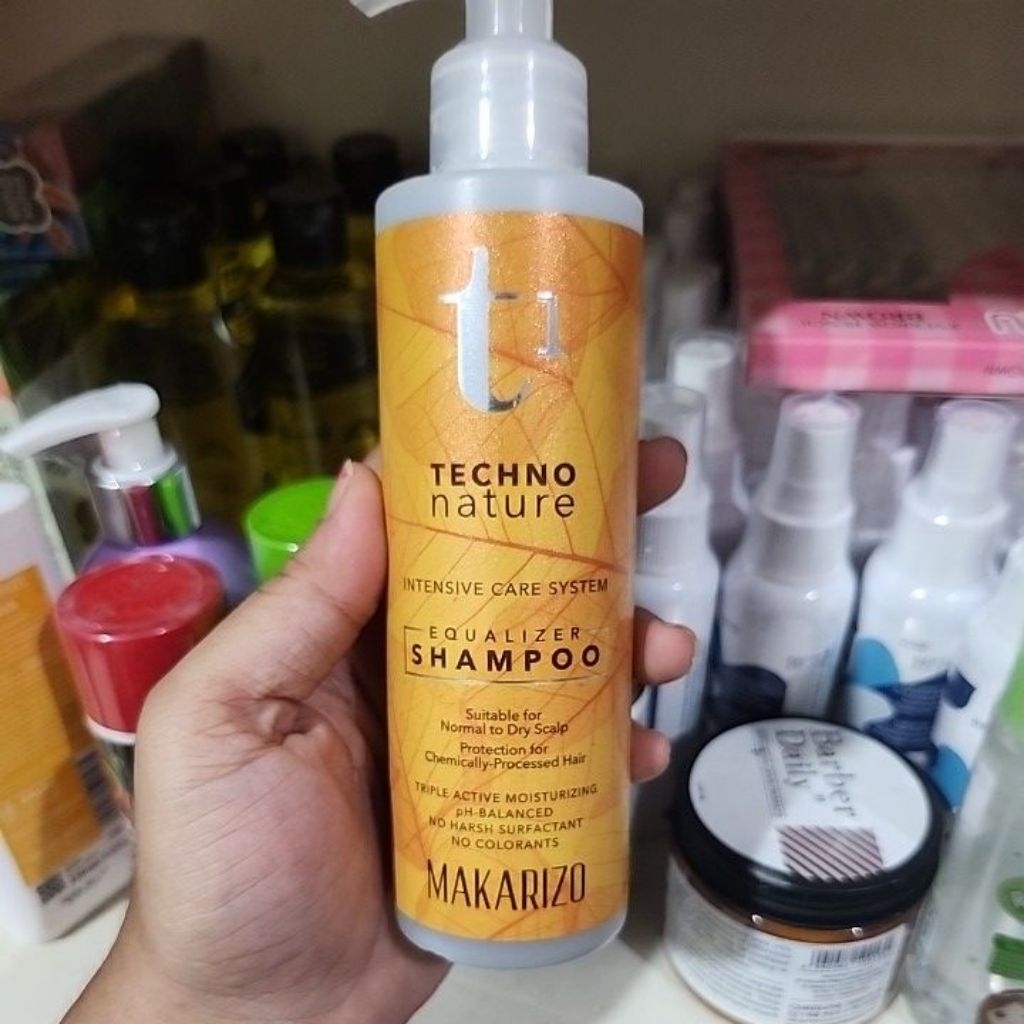 t1
TECHNO
nature
INTENSIVE CARE SYSTEM
EQUALIZER
SHAMPOO
Suitable for
Normal to Dry Scalp
Protection for
Chemically-Processed Hair
TRIPLE ACTIVE MOISTURIZING
pH-BALANCED
NO HARSH SURFACTANT
NO COLORANTS
MAKARIZO
Barber
Daily